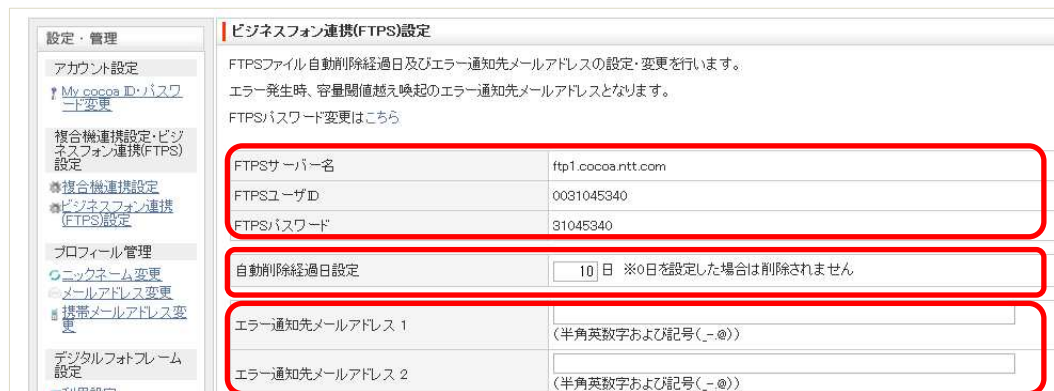 設定・管理
アカウント設定
My cocoa ID・パスワ
ード変更
複合機連携設定・ビジ
ネスフォン連携(FTPS)
設定
複合機連携設定
ビジネスフォン連携
(FTPS)設定
プロフィール管理
ニックネーム変更
メールアドレス変更
携帯メールアドレス変
更
デジタルフォトフレーム
設定
利用設定
ビジネスフォン連携(FTPS)設定
FTPSファイル自動削除経過日及びエラー通知先メールアドレスの設定・変更を行います。
エラー発生時、容量閾値越え喚起のエラー通知先メールアドレスとなります。
FTPSパスワード変更はこちら
FTPSサーバー名 ftp1.cocoa.ntt.com
FTPSユーザID 0031045340
FTPSパスワード 31045340
自動削除経過日設定 10 日 ※0日を設定した場合は削除されません
エラー通知先メールアドレス 1
(半角英数字および記号(_-.@))
エラー通知先メールアドレス 2
(半角英数字および記号(_-.@))